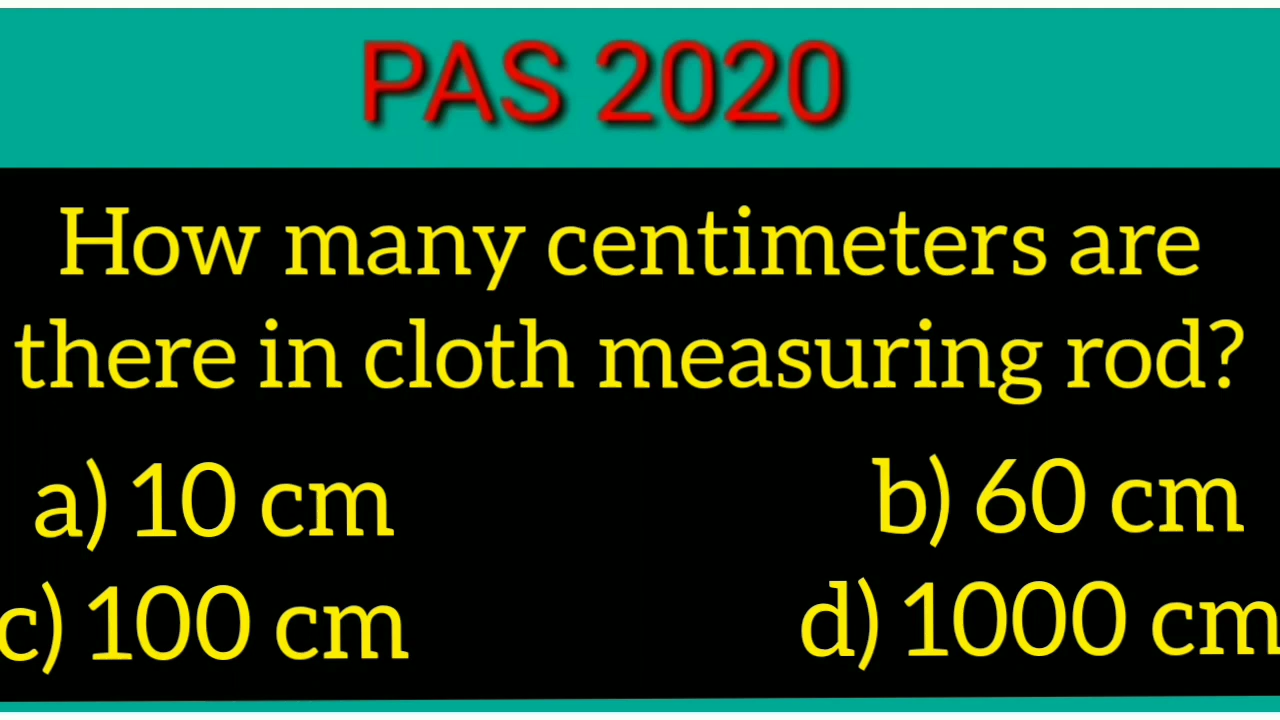 PAS 2020
How many centimeters are
there in cloth measuring rod?
a) 10 cm b) 60 cm
c) 100 cm d) 1000 cm